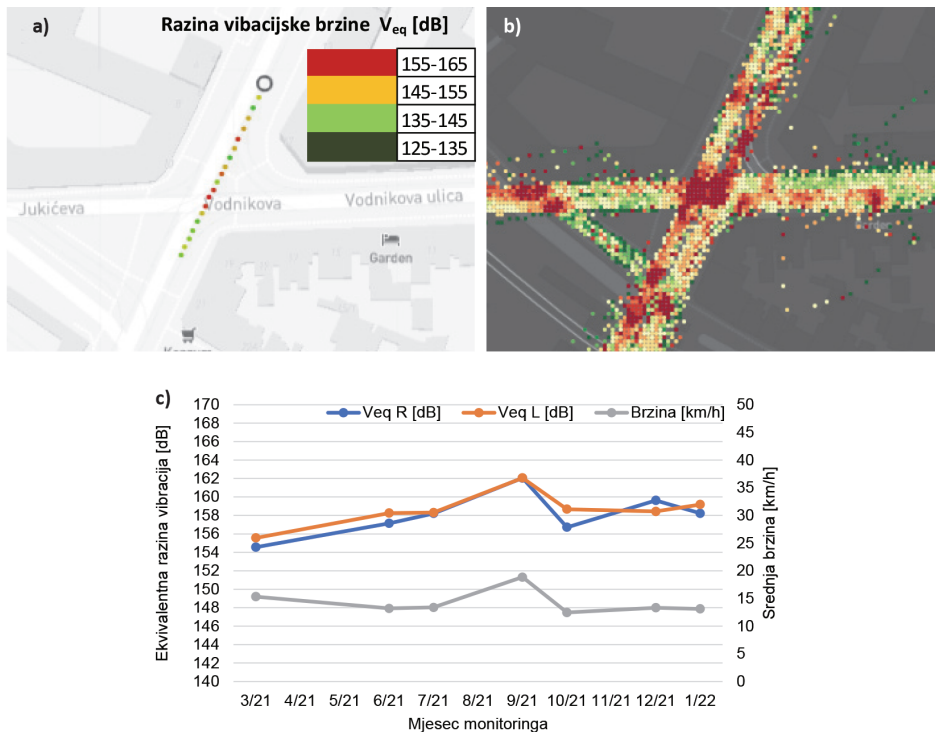 a)
Razina vibacijske brzine Veq [dB]
155-165
145-155
135-145
125-135
Jukićeva
Vodnikova
Vodnikova ulica
Garden
b)
c)
Veq R [dB]
Veq L [dB]
Brzina [km/h]
Ekvivalentna razina vibracija [dB]
170
168
166
164
162
160
158
156
154
152
150
148
146
144
142
140
Srednja brzina [km/h]
50
45
40
35
30
25
20
15
10
5
0
3/21 4/21 5/21 6/21 7/21 8/21 9/21 10/21 11/21 12/21 1/22
Mjesec monitoringa